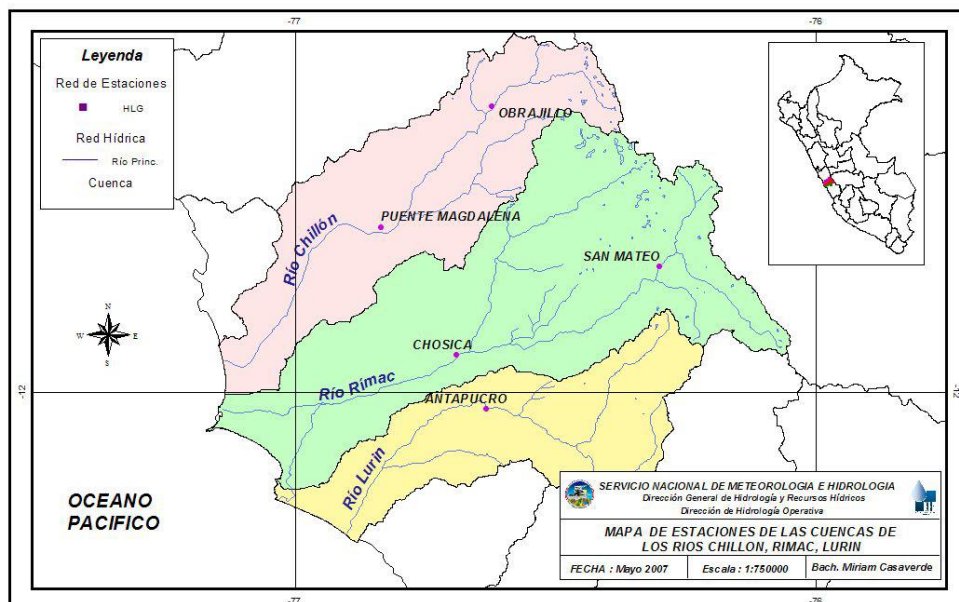 -77
-76
Leyenda
Red de Estaciones
HLG
Red Hídrica
Río Princ.
Cuenca
OBRAJILLO
PUENTE MAGDALENA
Río Chillón
SAN MATEO
N
W
E
S
CHOSICA
Río Rímac
-12
-12
ANTAPUCRO
Río Lurin
OCEANO
PACIFICO
SERVICIO NACIONAL DE METEOROLOGIA E HIDROLOGIA
Dirección General de Hidrología y Recursos Hídricos
Dirección de Hidrología Operativa
MAPA DE ESTACIONES DE LAS CUENCAS DE
LOS RIOS CHILLON, RIMAC, LURIN
FECHA : Mayo 2007
Escala : 1:750000
Bach. Miriam Casaverde
-77
-76